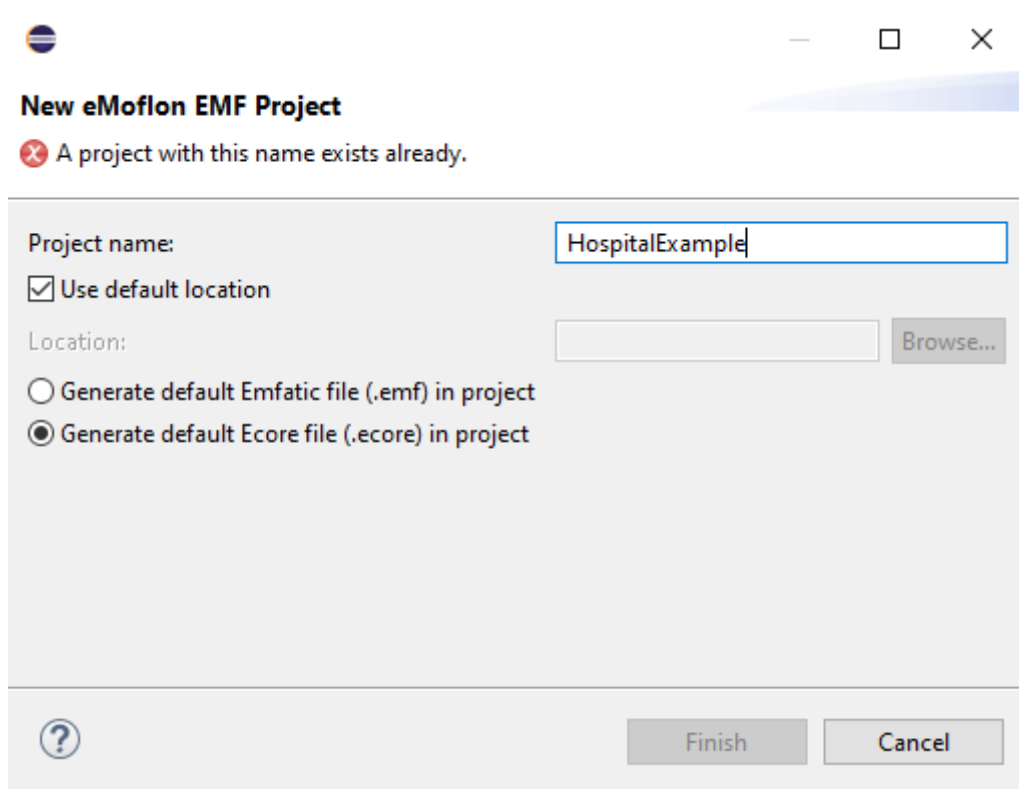 New eMoflon EMF Project
A project with this name exists already.
Project name: HospitalExample
Use default location
Location: Browse...
Generate default Emfatic file (.emf) in project
Generate default Ecore file (.ecore) in project
? Finish Cancel